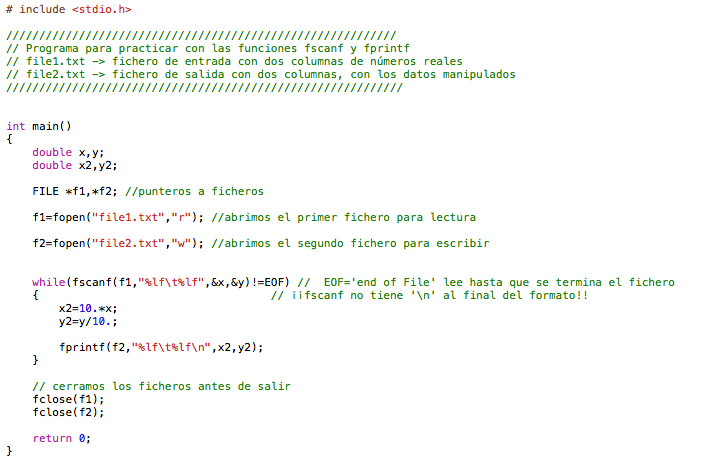 # include <stdio.h>
///////////////////////////////////////////////////////////
// Programa para practicar con las funciones fscanf y fprintf
// file1.txt -> fichero de entrada con dos columnas de números reales
// file2.txt -> fichero de salida con dos columnas, con los datos manipulados
////////////////////////////////////////////////////////////
int main()
{
    double x,y;
    double x2,y2;
    FILE *f1,*f2; //punteros a ficheros
    f1=fopen("file1.txt","r"); //abrimos el primer fichero para lectura
    f2=fopen("file2.txt","w"); //abrimos el segundo fichero para escribir
    while(fscanf(f1,"%lf\t%lf",&x,&y)!=EOF) //  EOF='end of File' lee hasta que se termina el fichero
    {                                   // ¡¡fscanf no tiene '\n' al final del formato!!
        x2=10.*x;
        y2=y/10.;
        fprintf(f2,"%lf\t%lf\n",x2,y2);
    }
    // cerramos los ficheros antes de salir
    fclose(f1);
    fclose(f2);
    return 0;
}